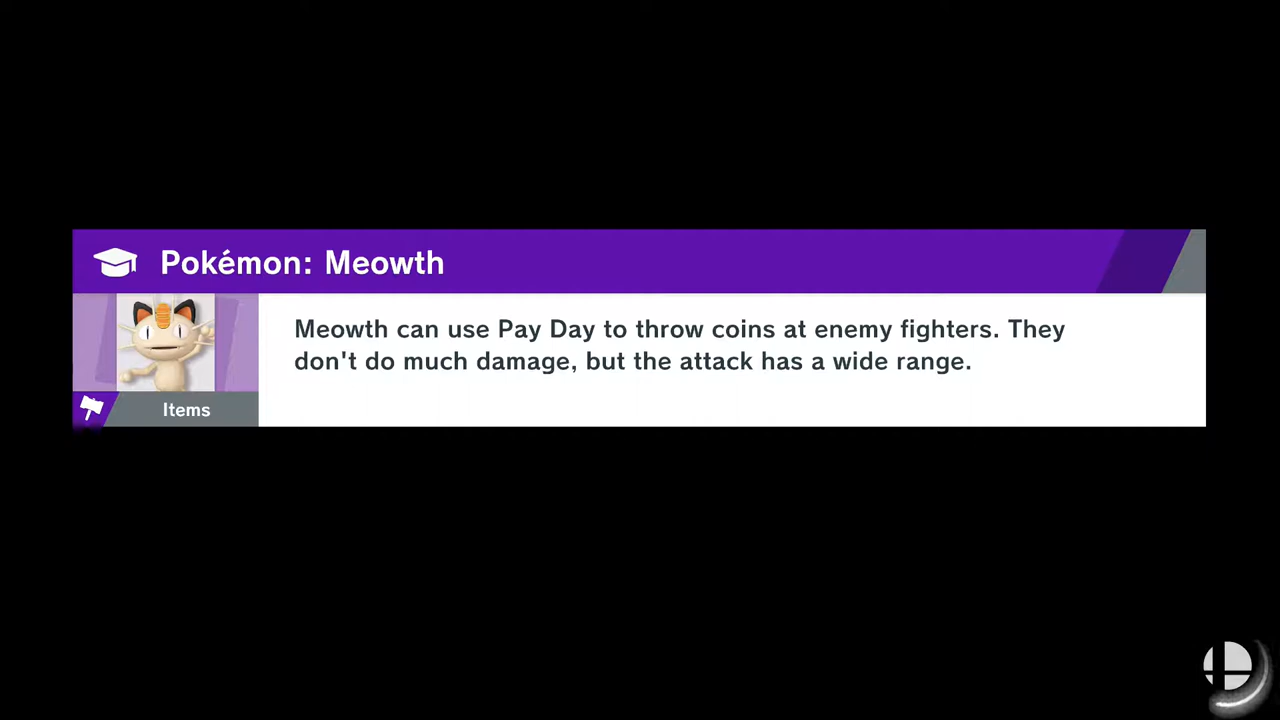 Pokémon: Meowth
Meowth can use Pay Day to throw coins at enemy fighters. They
don't do much damage, but the attack has a wide range.
Items